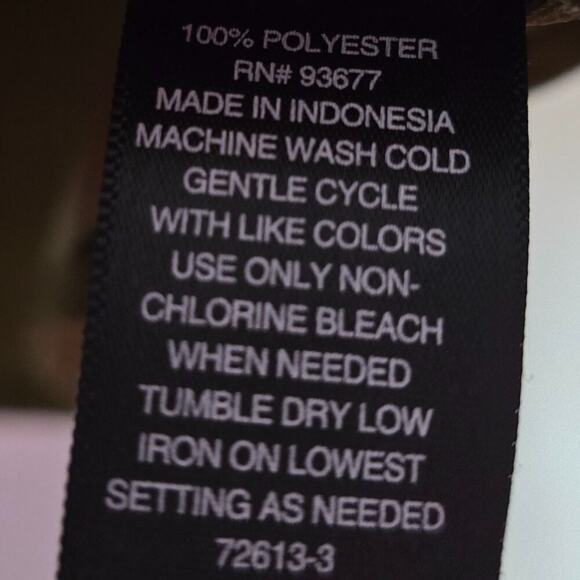 100% POLYESTER
RN# 93677
MADE IN INDONESIA
MACHINE WASH COLD
GENTLE CYCLE
WITH LIKE COLORS
USE ONLY NON-
CHLORINE BLEACH
WHEN NEEDED
TUMBLE DRY LOW
IRON ON LOWEST
SETTING AS NEEDED
72613-3